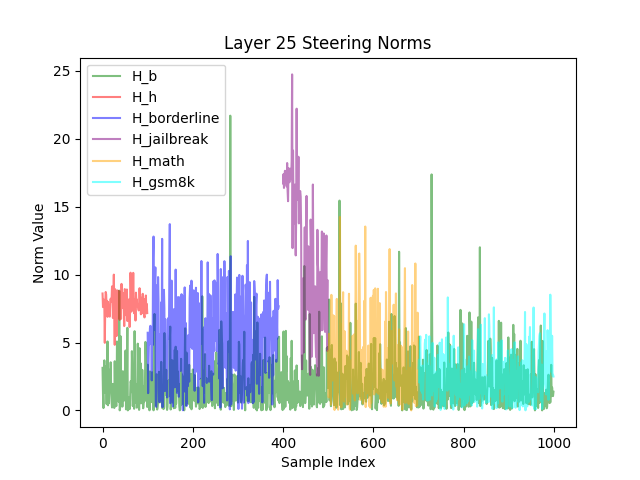 Layer 25 Steering Norms
Norm Value
25
20
15
10
5
0
H_b
H_h
H_borderline
H_jailbreak
H_math
H_gsm8k
0
200
400
600
800
1000
Sample Index